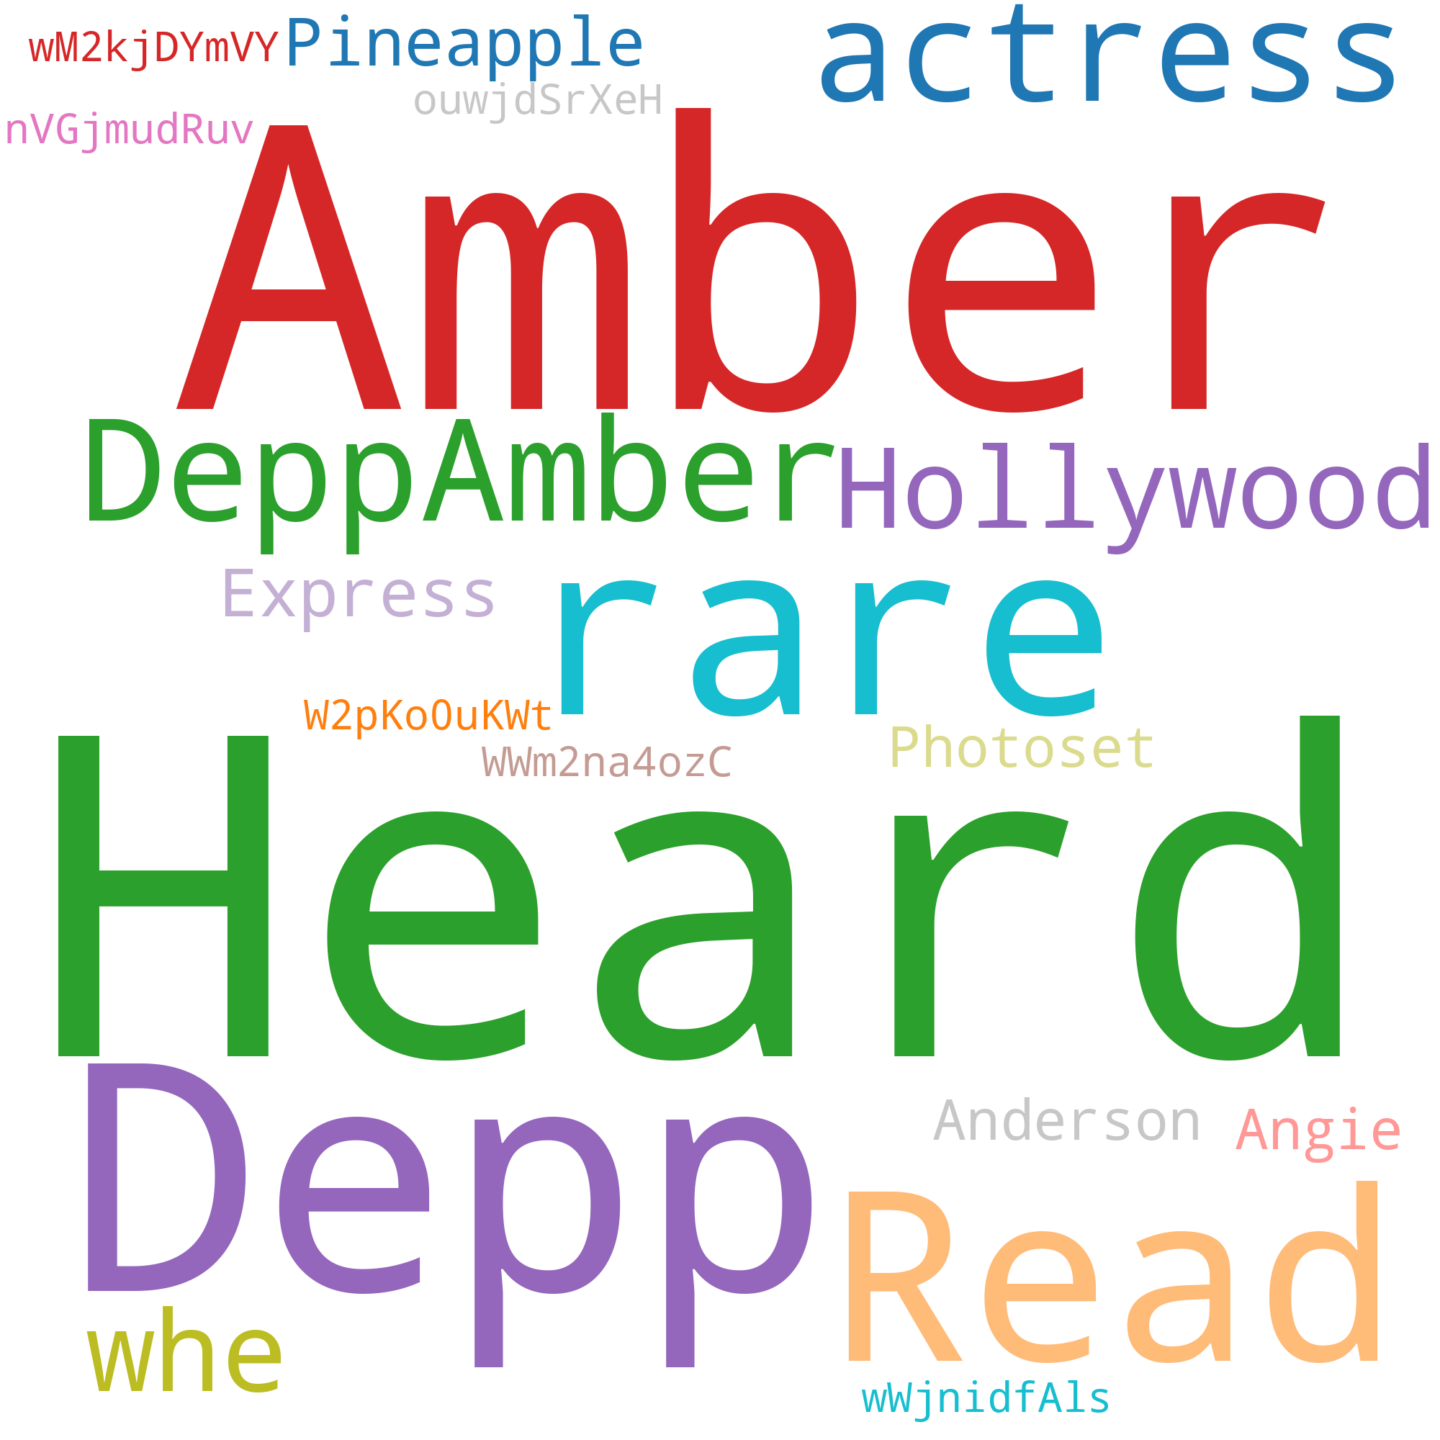 wM2kjDYmVY Pineapple actress
ouwjdSrXeH
nVGjmudRuv
Amber
DeppAmber Hollywood
Express rare
W2pKo0uKWt
WWm2na4ozC Photoset
Heard
Depp Anderson Angie
Read
whe
wWjnidfAls